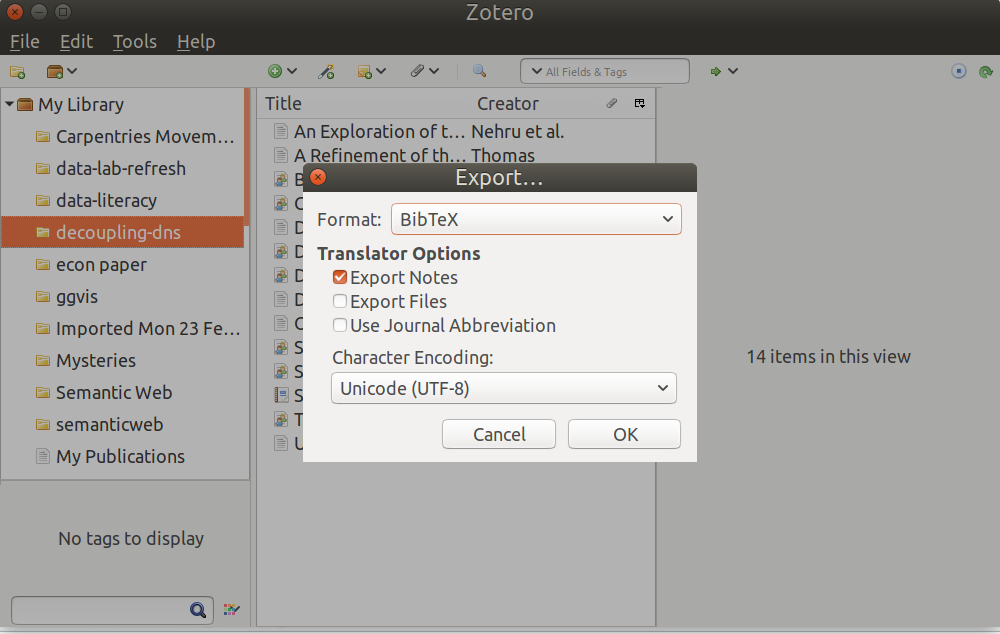 Zotero
File Edit Tools Help
All Fields & Tags
My Library
Carpentries Movem...
data-lab-refresh
data-literacy
decoupling-dns
econ paper
ggvis
Imported Mon 23 Fe...
Mysteries
Semantic Web
semanticweb
My Publications
No tags to display
Title Creator
An Exploration of t... Nehru et al.
A Refinement of th... Thomas
Export...
Format: BibTeX
Translator Options
Export Notes
Export Files
Use Journal Abbreviation
Character Encoding:
Unicode (UTF-8)
Cancel OK
14 items in this view